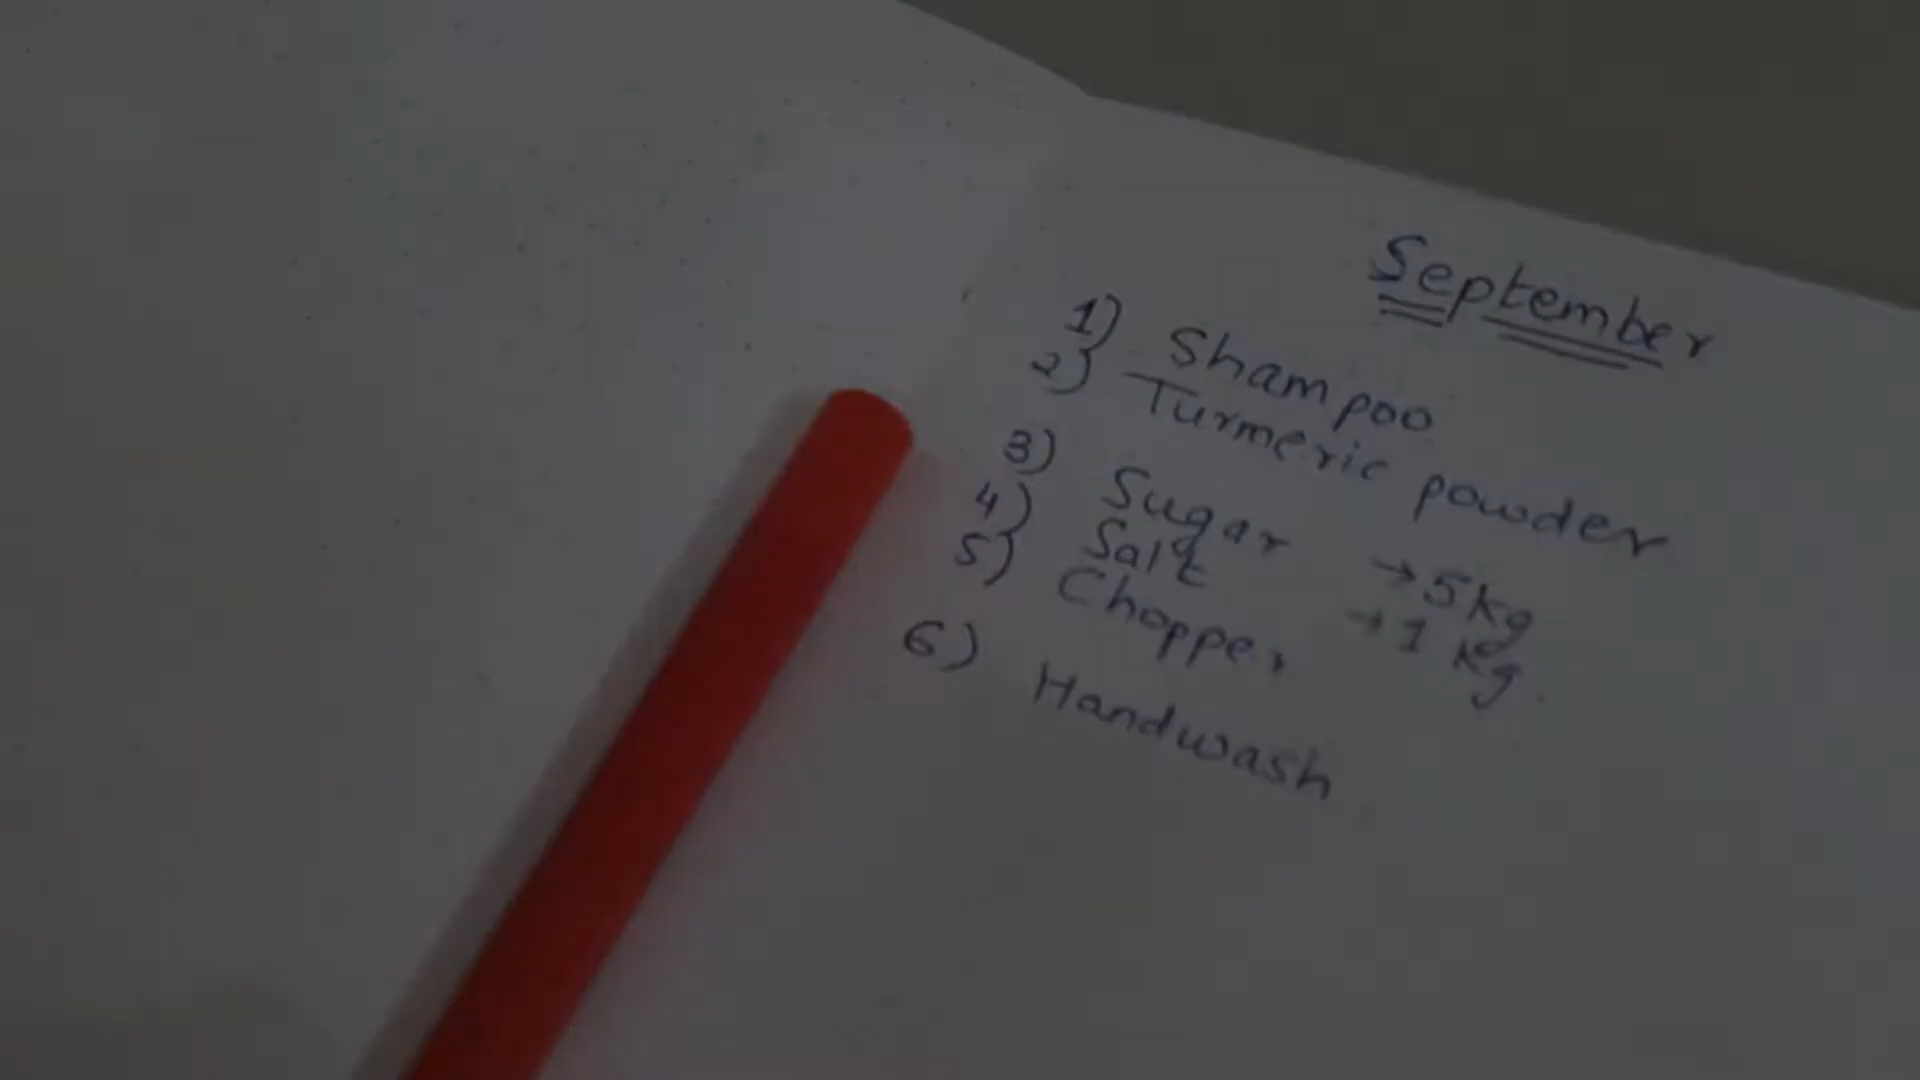 September
1) Shampoo
2) Turmeric powder
3) Sugar → 5kg
4) Salt → 1 Kg.
5) Chopper
6) Handwash